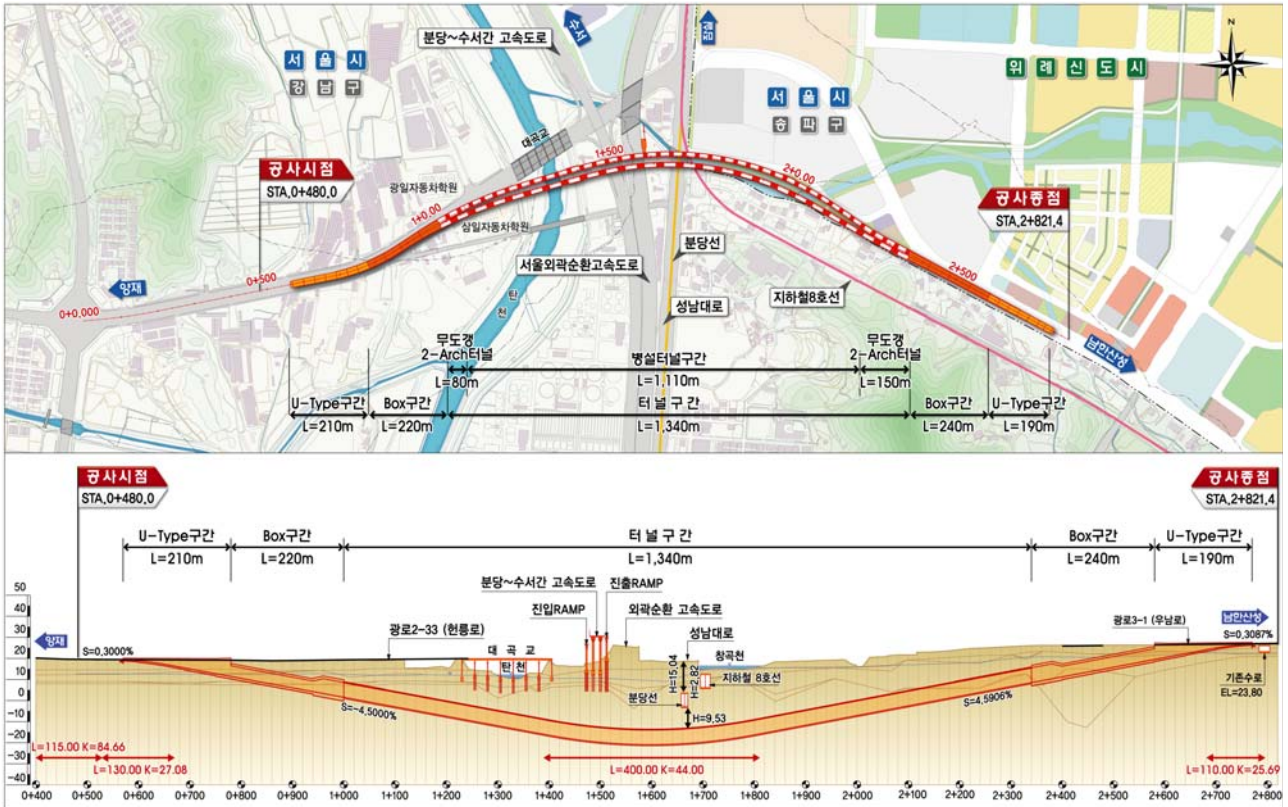 분당~수서간 고속도로
수서
잠실
N
서울시
강남구
서울시
송파구
위례신도시
대곡교
공사시점
STA.0+480.0
광일자동차학원
삼일자동차학원
1+0.00
1+500
2+0.00
공사종점
STA.2+821.4
0+500
양재
0+0.000
탄천
서울외곽순환고속도로
분당선
성남대로
지하철8호선
2+500
남한산성
무도갱
2-Arch터널
L=80m
병설터널구간
L=1,110m
무도갱
2-Arch터널
L=150m
U-Type구간
L=210m
Box구간
L=220m
터널구간
L=1,340m
Box구간
L=240m
U-Type구간
L=190m
공사시점
STA.0+480.0
공사종점
STA.2+821.4
U-Type구간
L=210m
Box구간
L=220m
터널구간
L=1,340m
Box구간
L=240m
U-Type구간
L=190m
50
40
30
20
10
0
-10
-20
-30
-40
양재
S=0.3000%
광로2-33 (헌릉로)
대곡교
탄천
진입RAMP
분당~수서간 고속도로
진출RAMP
외곽순환 고속도로
성남대로
창곡천
지하철 8호선
분당선
H=15.04
H=2.82
H=9.53
광로3-1 (우남로)
남한산성
S=0.3087%
기존수로
EL=23.80
S=-4.5000%
S=4.5906%
L=115.00 K=84.66
L=130.00 K=27.08
L=400.00 K=44.00
L=110.00 K=25.69
0+400 0+500 0+600 0+700 0+800 0+900 1+000 1+100 1+200 1+300 1+400 1+500 1+600 1+700 1+800 1+900 2+000 2+100 2+200 2+300 2+400 2+500 2+600 2+700 2+800